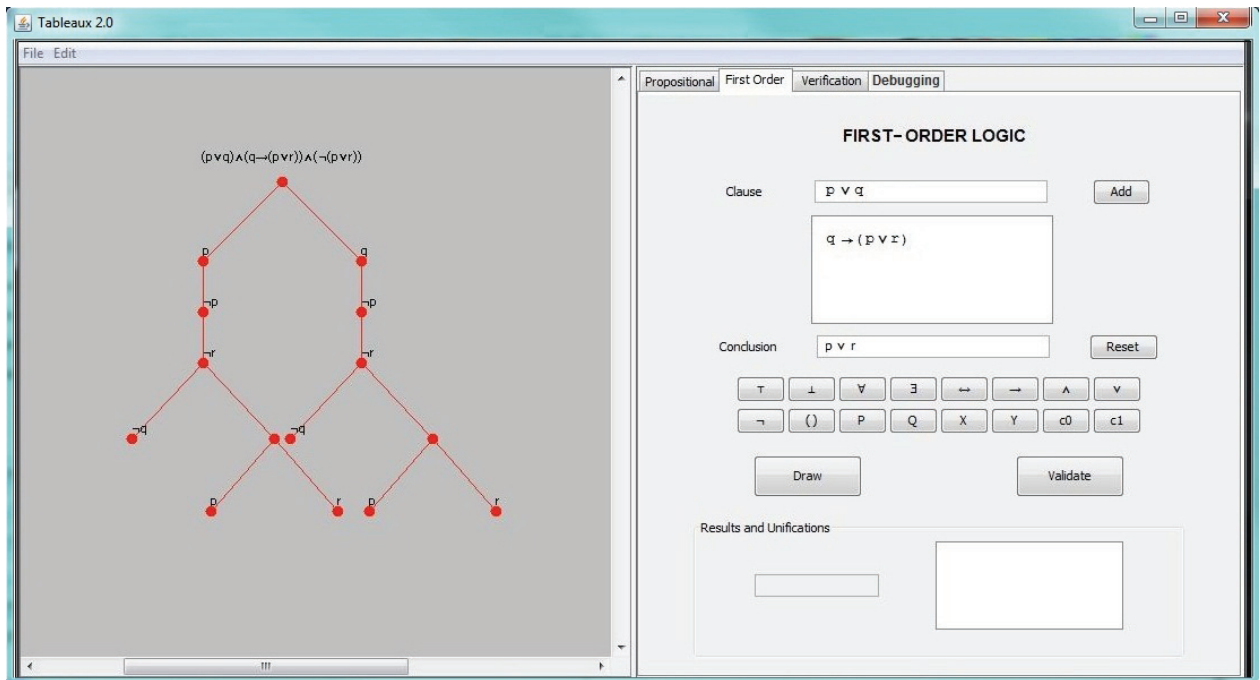 Tableaux 2.0
File Edit
Propositional First Order Verification Debugging
(p∨q)∧(q→(p∨r))∧(¬(p∨r))
p q
¬p ¬p
¬r ¬r
¬q ¬q
p r p r
FIRST-ORDER LOGIC
Clause p ∨ q Add
q → (p ∨ r)
Conclusion p ∨ r Reset
⊤ ⊥ ∀ ∃ ↔ → ∧ ∨
¬ () P Q X Y c0 c1
Draw Validate
Results and Unifications